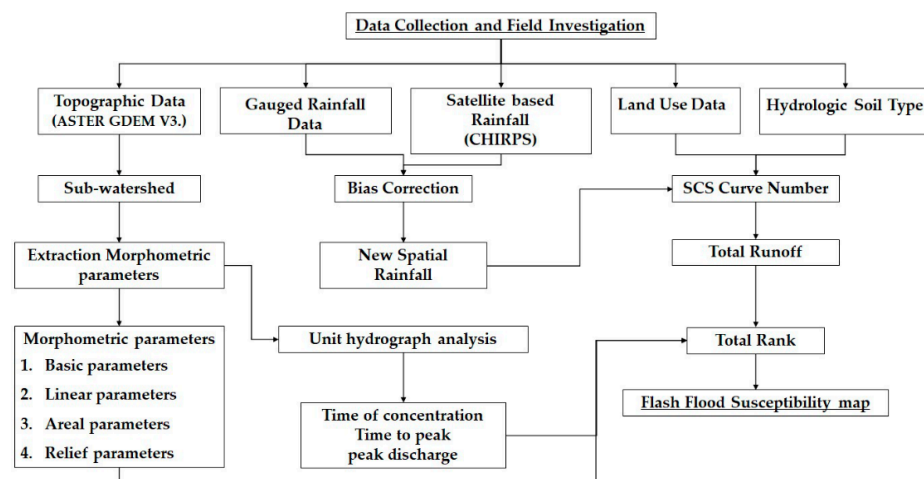 Data Collection and Field Investigation
Topographic Data
(ASTER GDEM V3.)
Gauged Rainfall
Data
Satellite based
Rainfall
(CHIRPS)
Land Use Data
Hydrologic Soil Type
Sub-watershed
Bias Correction
SCS Curve Number
Extraction Morphometric
parameters
New Spatial
Rainfall
Total Runoff
Morphometric parameters
1. Basic parameters
2. Linear parameters
3. Areal parameters
4. Relief parameters
Unit hydrograph analysis
Total Rank
Time of concentration
Time to peak
peak discharge
Flash Flood Susceptibility map